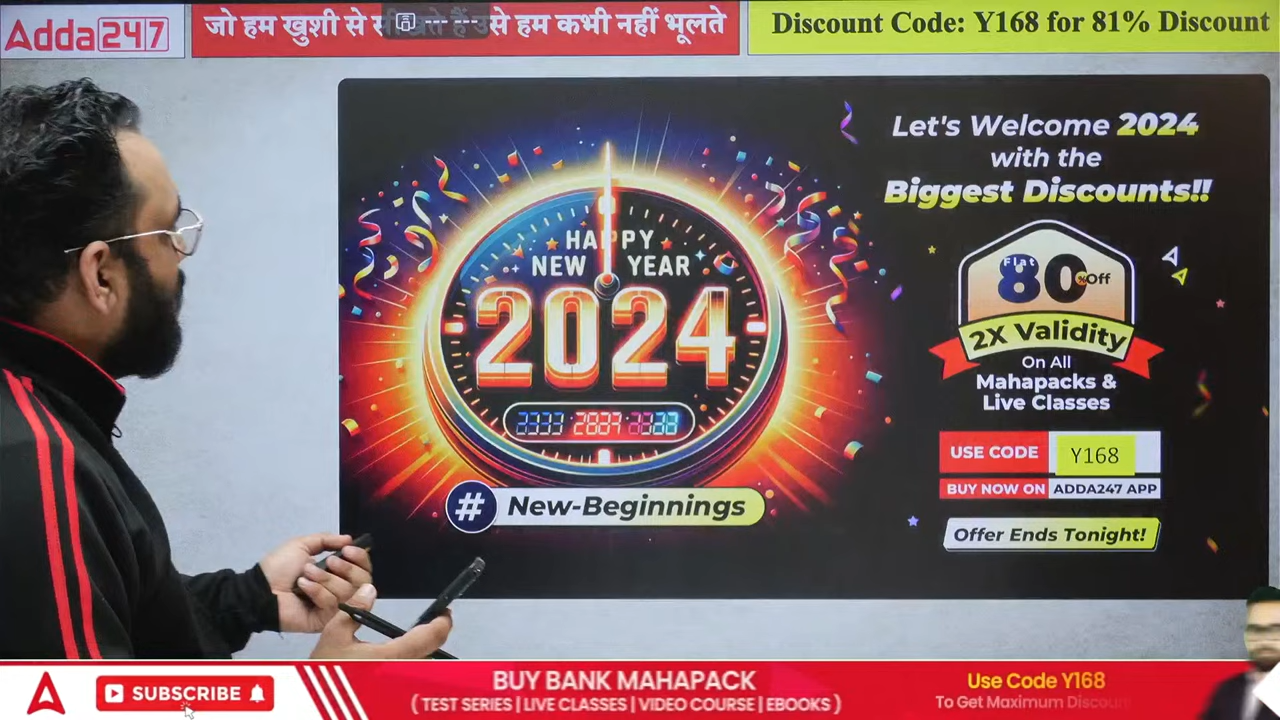 Adda247
जो हम खुशी से से हम कभी नहीं भूलते
Discount Code: Y168 for 81% Discount
Let's Welcome 2024
with the
Biggest Discounts!!
HAPPY
NEW YEAR
2024
# New-Beginnings
Flat
80% Off
2X Validity
On All
Mahapacks &
Live Classes
USE CODE Y168
BUY NOW ON ADDA247 APP
Offer Ends Tonight!
SUBSCRIBE
BUY BANK MAHAPACK
( TEST SERIES | LIVE CLASSES | VIDEO COURSE | EBOOKS )
Use Code Y168
To Get Maximum Discount